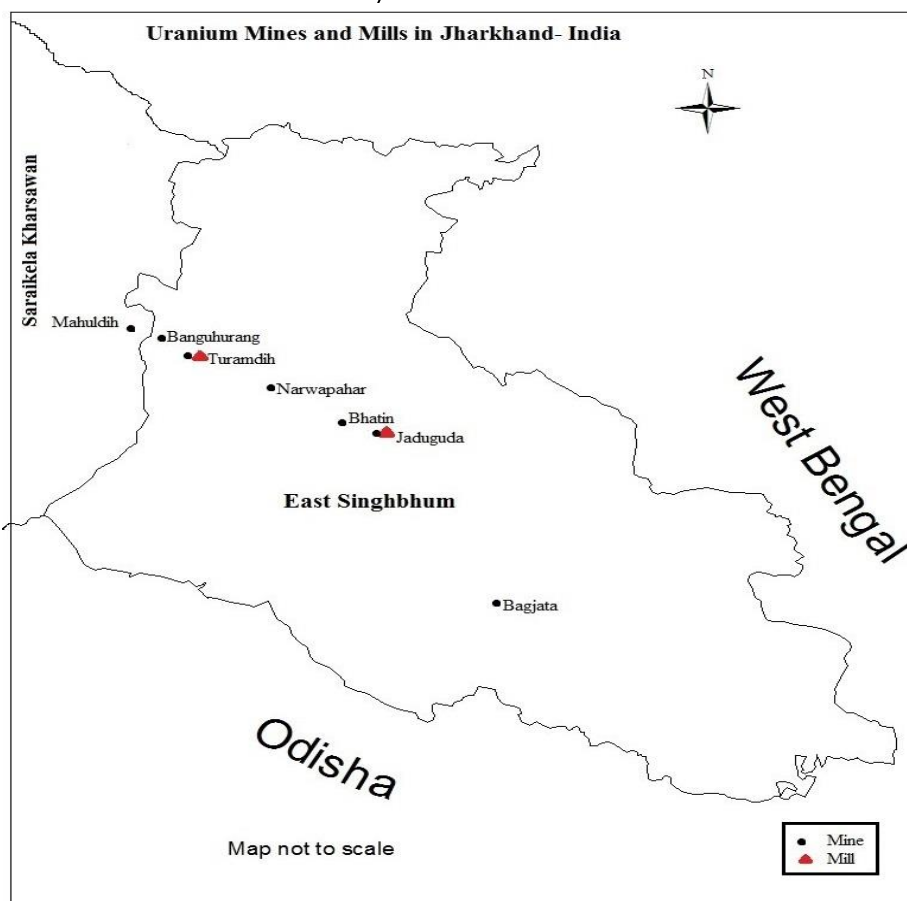 Uranium Mines and Mills in Jharkhand- India
N
Saraikela Kharsawan
Mahuldih
Banguhurang
Turamdih
Narwapahar
Bhatin
Jaduguda
West Bengal
East Singhbhum
Bagjata
Odisha
Map not to scale
Mine
Mill